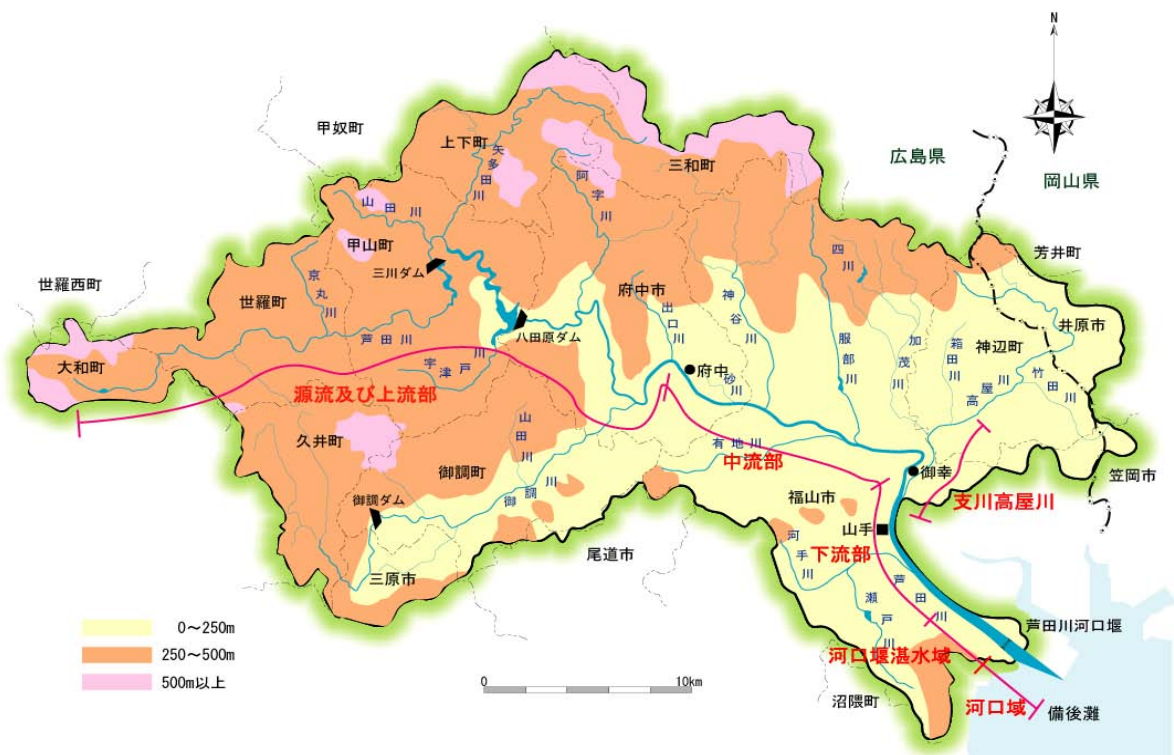 N
甲奴町
上下町
矢多田川
阿字川
三和町
広島県
岡山県
山田川
甲山町
三川ダム
四川
芳井町
世羅西町
京丸川
世羅町
府中市
出口川
神谷川
井原市
大和町
芦田川
八田原ダム
宇津戸川
服部川
加茂川
箱田川
神辺町
竹田川
高屋川
府中
砂川
源流及び上流部
山田川
有地川
中流部
久井町
御調町
御調川
御幸
笠岡市
御調ダム
福山市
支川高屋川
山手
尾道市
河手川
下流部
三原市
芦田川
瀬戸川
芦田川河口堰
0～250m
250～500m
500m以上
河口堰湛水域
0
10km
沼隈町
河口域
備後灘